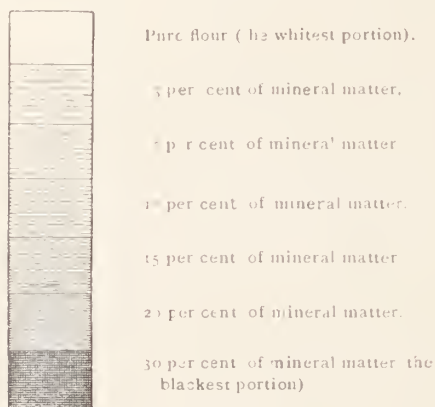 Pure flour ( he whitest portion).
per cent of mineral matter,
p r cent of minera' matter
per cent of mineral matter.
15 per cent of mineral matter
20 per cent of mineral matter.
30 per cent of mineral matter the
blackest portion)